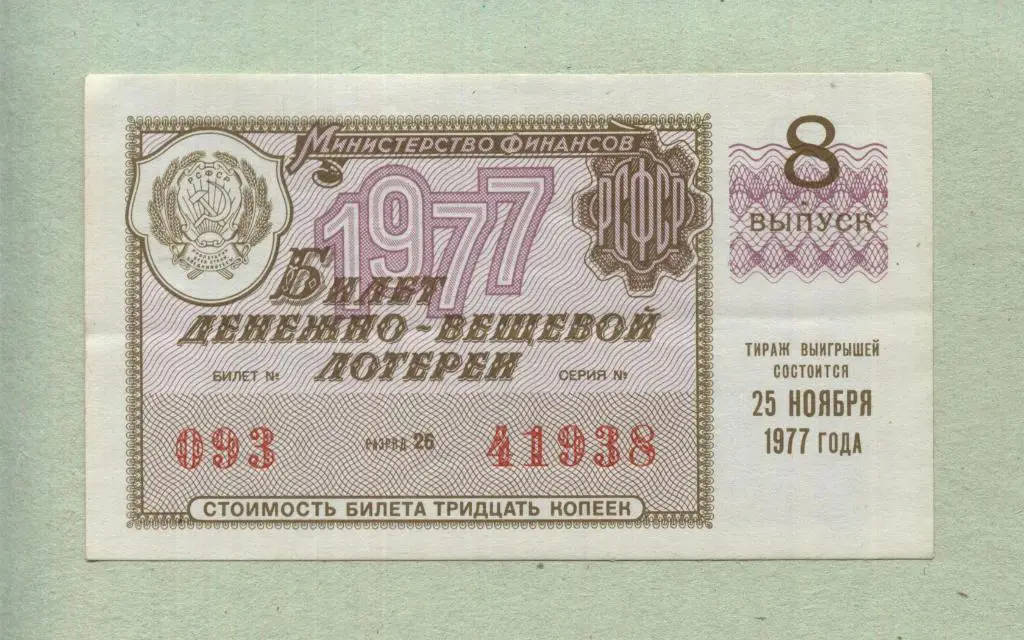 Министерство финансов
РСФСР
РСФСР
1977
Билет
денежно-вещевой
лотереи
БИЛЕТ № СЕРИЯ №
093 РАЗРЯД 26 41938
СТОИМОСТЬ БИЛЕТА ТРИДЦАТЬ КОПЕЕК
8
ВЫПУСК
ТИРАЖ ВЫИГРЫШЕЙ
СОСТОИТСЯ
25 НОЯБРЯ
1977 ГОДА